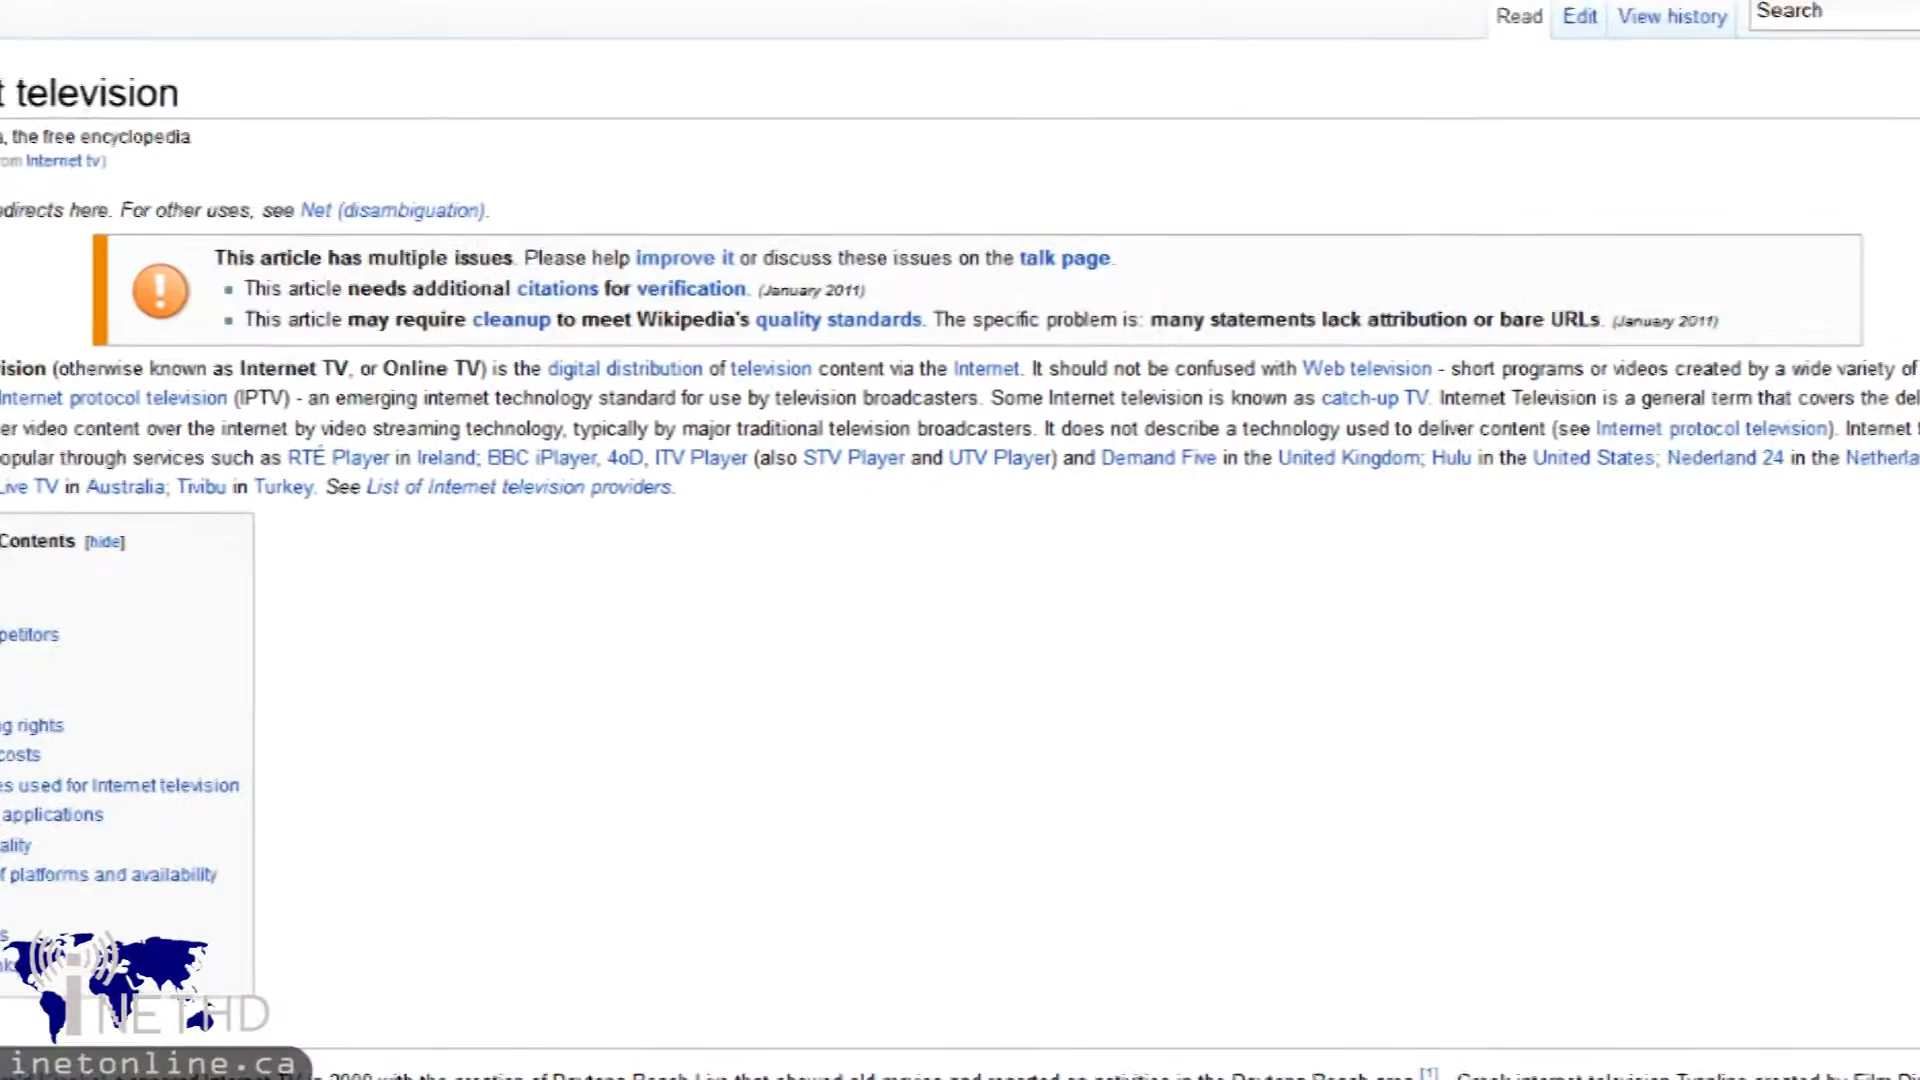 Read Edit View history Search
t television
, the free encyclopedia
om Internet tv)
directs here. For other uses, see Net (disambiguation).
This article has multiple issues. Please help improve it or discuss these issues on the talk page.
This article needs additional citations for verification. (January 2011)
This article may require cleanup to meet Wikipedia's quality standards. The specific problem is: many statements lack attribution or bare URLs. (January 2011)
ision (otherwise known as Internet TV, or Online TV) is the digital distribution of television content via the Internet. It should not be confused with Web television - short programs or videos created by a wide variety of
Internet protocol television (IPTV) - an emerging internet technology standard for use by television broadcasters. Some Internet television is known as catch-up TV. Internet Television is a general term that covers the del
er video content over the internet by video streaming technology, typically by major traditional television broadcasters. It does not describe a technology used to deliver content (see Internet protocol television). Internet
opular through services such as RTÉ Player in Ireland; BBC iPlayer, 4oD, ITV Player (also STV Player and UTV Player) and Demand Five in the United Kingdom; Hulu in the United States; Nederland 24 in the Netherla
Live TV in Australia; Tivibu in Turkey. See List of Internet television providers.
Contents [hide]
petitors
g rights
costs
es used for Internet television
applications
ality
f platforms and availability
s
iNETHD
inetonline.ca